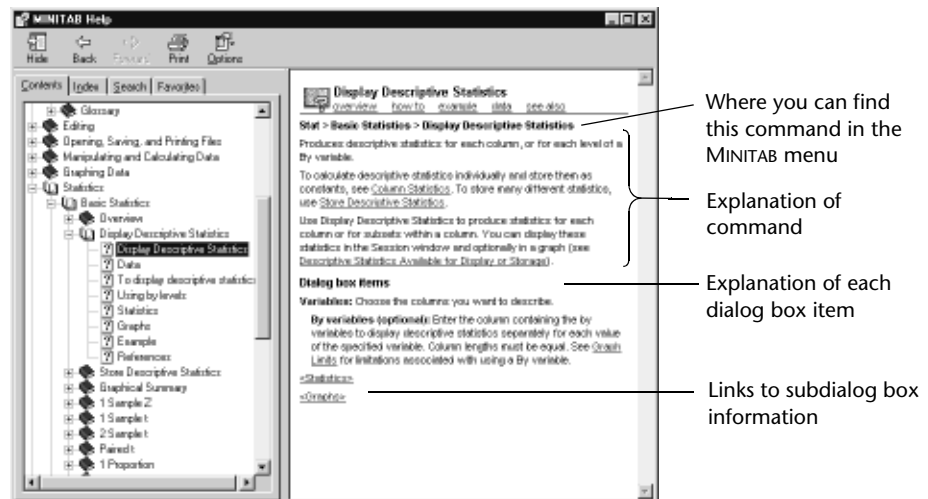 MINITAB Help
Hide Back Forward Print Options
Contents Index Search Favorites
Glossary
Editing
Opening, Saving, and Printing Files
Manipulating and Calculating Data
Graphing Data
Statistics
Basic Statistics
Overview
Display Descriptive Statistics
Display Descriptive Statistics
Data
To display descriptive statistic
Using by levels
Statistics
Graphs
Example
References
Store Descriptive Statistics
Graphical Summary
1 Sample Z
1 Sample t
2 Sample t
Paired t
1 Proportion
Display Descriptive Statistics
overview how to example data see also
Stat > Basic Statistics > Display Descriptive Statistics
Produces descriptive statistics for each column, or for each level of a
By variable.
To calculate descriptive statistics individually and store them as
constants, see Column Statistics. To store many different statistics,
use Store Descriptive Statistics.
Use Display Descriptive Statistics to produce statistics for each
column or for subsets within a column. You can display these
statistics in the Session window and optionally in a graph (see
Descriptive Statistics Available for Display or Storage).
Dialog box items
Variables: Choose the columns you want to describe.
By variables (optional): Enter the column containing the by
variables to display descriptive statistics separately for each value
of the specified variable. Column lengths must be equal. See Graph
Limits for limitations associated with using a By variable.
<Statistics>
<Graphs>
Where you can find
this command in the
MINITAB menu
Explanation of
command
Explanation of each
dialog box item
Links to subdialog box
information